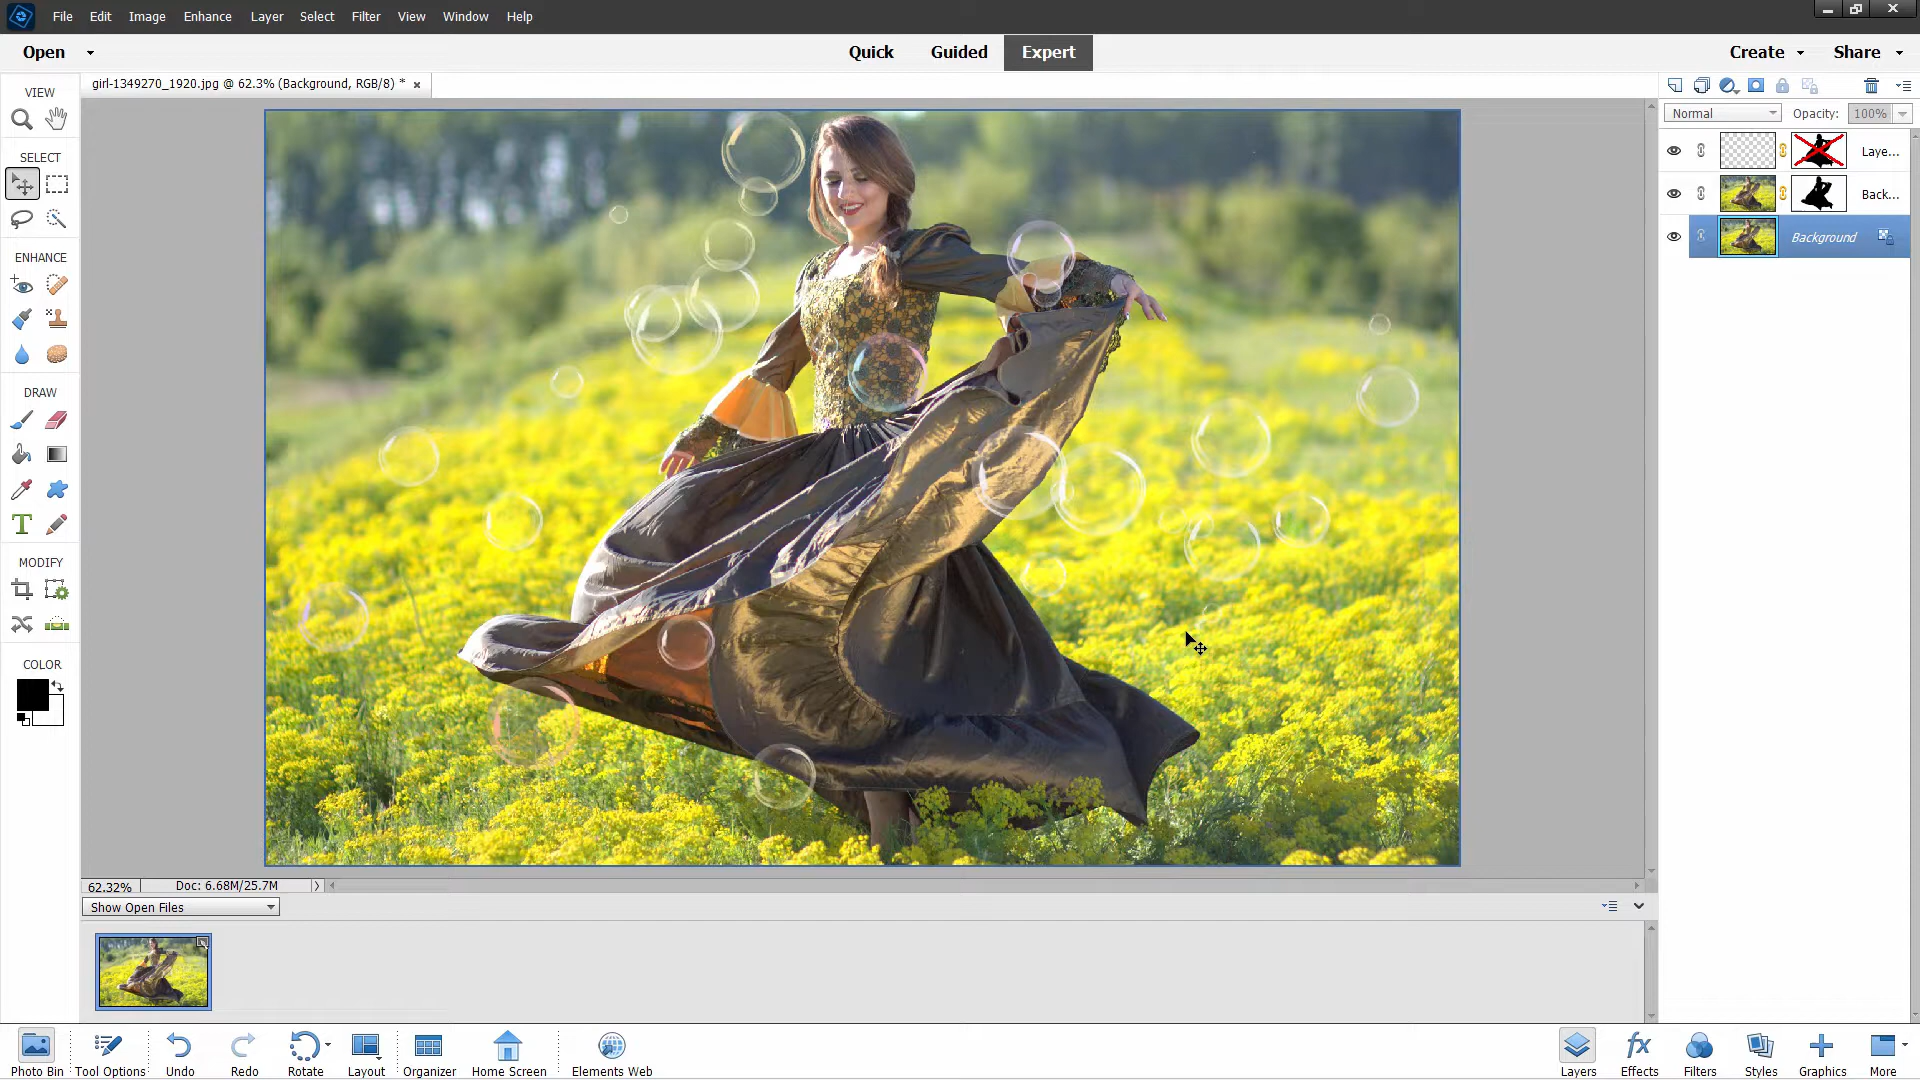 File Edit Image Enhance Layer Select Filter View Window Help
Open Quick Guided Expert Create Share
girl-1349270_1920.jpg @ 62.3% (Background, RGB/8) *
VIEW
SELECT
ENHANCE
DRAW
MODIFY
COLOR
Normal Opacity: 100%
Laye...
Back...
Background
62.32% Doc: 6.68M/25.7M
Show Open Files
Photo Bin Tool Options Undo Redo Rotate Layout Organizer Home Screen Elements Web Layers Effects Filters Styles Graphics More